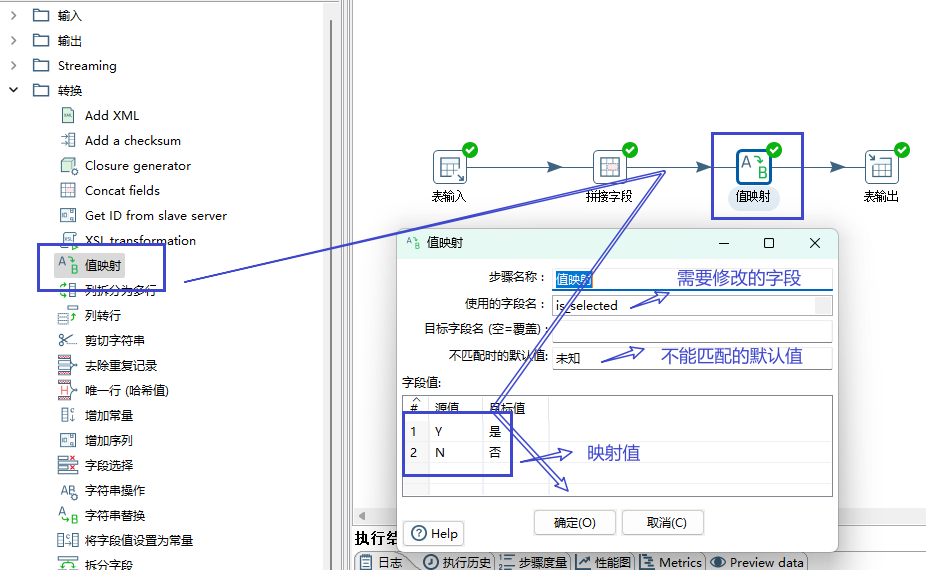 输入
输出
Streaming
转换
Add XML
Add a checksum
Closure generator
Concat fields
Get ID from slave server
XSL transformation
值映射
列拆分为多行
列转行
剪切字符串
去除重复记录
唯一行 (哈希值)
增加常量
增加序列
字段选择
字符串操作
字符串替换
将字段值设置为常量
拆分字段
表输入
拼接字段
值映射
表输出
值映射
步骤名称：
值映射
需要修改的字段
使用的字段名：
is_selected
目标字段名 (空=覆盖)：
不匹配时的默认值:
未知
不能匹配的默认值
字段值:
# 源值 目标值
1 Y 是
2 N 否
映射值
Help
确定(O)
取消(C)
执行结
日志
执行历史
步骤度量
性能图
Metrics
Preview data